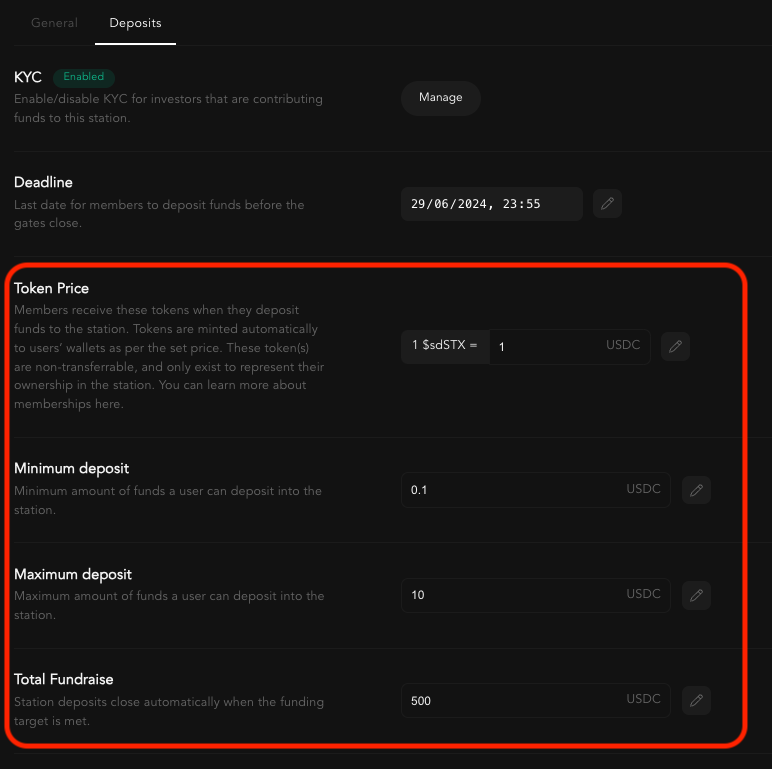 General Deposits
KYC Enabled
Enable/disable KYC for investors that are contributing
funds to this station.
Manage
Deadline
Last date for members to deposit funds before the
gates close.
29/06/2024, 23:55
Token Price
Members receive these tokens when they deposit
funds to the station. Tokens are minted automatically
to users’ wallets as per the set price. These token(s)
are non-transferrable, and only exist to represent their
ownership in the station. You can learn more about
memberships here.
1 $sdSTX = 1 USDC
Minimum deposit
Minimum amount of funds a user can deposit into the
station.
0.1 USDC
Maximum deposit
Maximum amount of funds a user can deposit into the
station.
10 USDC
Total Fundraise
Station deposits close automatically when the funding
target is met.
500 USDC